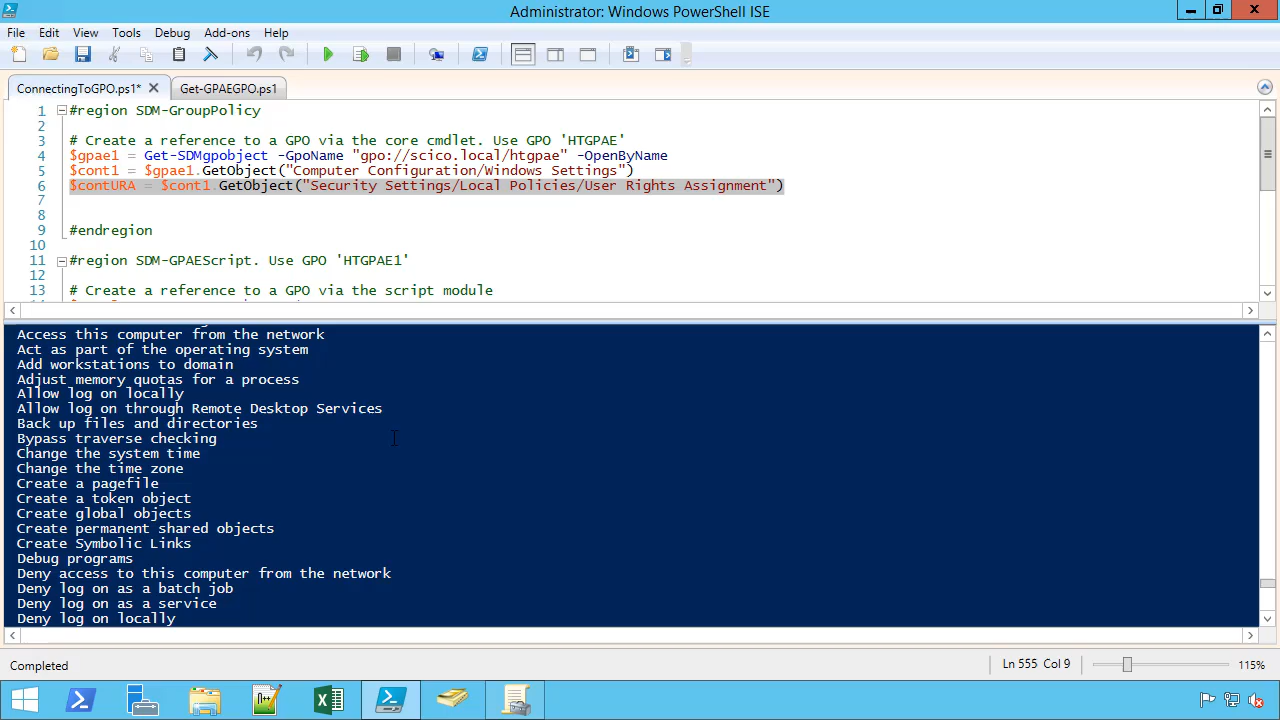 Administrator: Windows PowerShell ISE
File Edit View Tools Debug Add-ons Help
ConnectingToGPO.ps1* Get-GPAEGPO.ps1
1 #region SDM-GroupPolicy
2
3 # Create a reference to a GPO via the core cmdlet. Use GPO 'HTGPAE'
4 $gpae1 = Get-SDMgpobject -GpoName "gpo://scico.local/htgpae" -OpenByName
5 $cont1 = $gpae1.GetObject("Computer Configuration/Windows Settings")
6 $contURA = $cont1.GetObject("Security Settings/Local Policies/User Rights Assignment")
7
8
9 #endregion
10
11 #region SDM-GPAEScript. Use GPO 'HTGPAE1'
12
13 # Create a reference to a GPO via the script module
Access this computer from the network
Act as part of the operating system
Add workstations to domain
Adjust memory quotas for a process
Allow log on locally
Allow log on through Remote Desktop Services
Back up files and directories
Bypass traverse checking
Change the system time
Change the time zone
Create a pagefile
Create a token object
Create global objects
Create permanent shared objects
Create Symbolic Links
Debug programs
Deny access to this computer from the network
Deny log on as a batch job
Deny log on as a service
Deny log on locally
Completed Ln 555 Col 9 115%